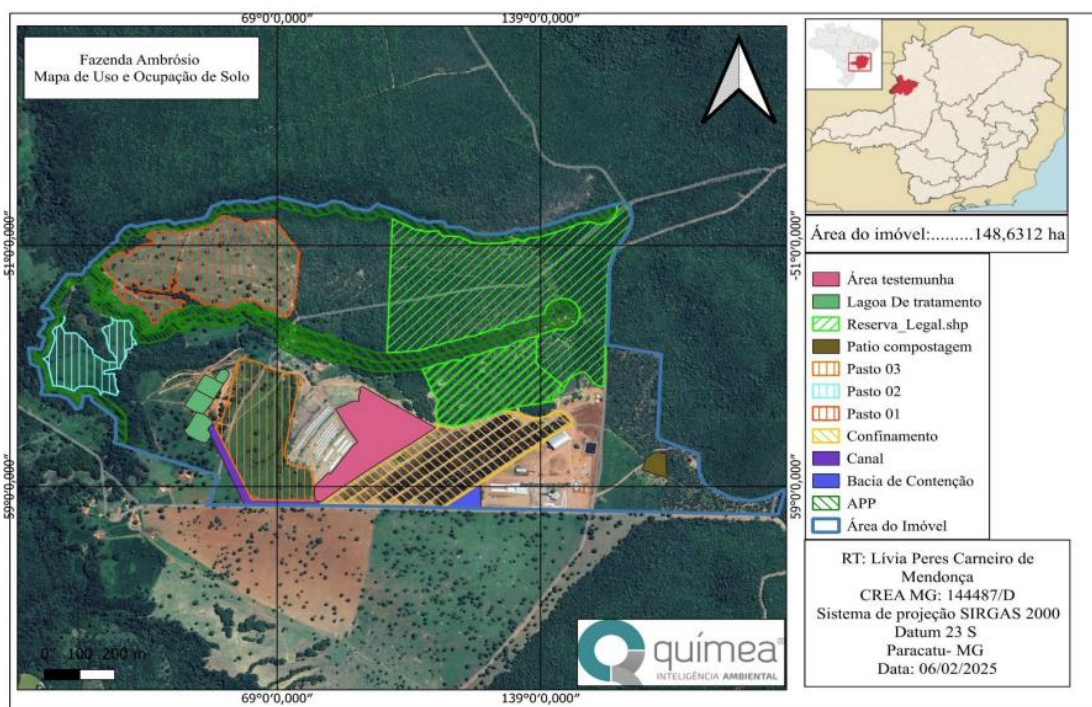 69°0'0,000"
139°0'0,000"
Fazenda Ambrósio
Mapa de Uso e Ocupação de Solo
-51°0'0,000"
-51°0'0,000"
59°0'0,000"
59°0'0,000"
0 100 200 m
químea
INTELIGÊNCIA AMBIENTAL
69°0'0,000"
139°0'0,000"
Área do imóvel:.........148,6312 ha
Área testemunha
Lagoa De tratamento
Reserva_Legal.shp
Patio compostagem
Pasto 03
Pasto 02
Pasto 01
Confinamento
Canal
Bacia de Contenção
APP
Área do Imóvel
RT: Lívia Peres Carneiro de
Mendonça
CREA MG: 144487/D
Sistema de projeção SIRGAS 2000
Datum 23 S
Paracatu- MG
Data: 06/02/2025